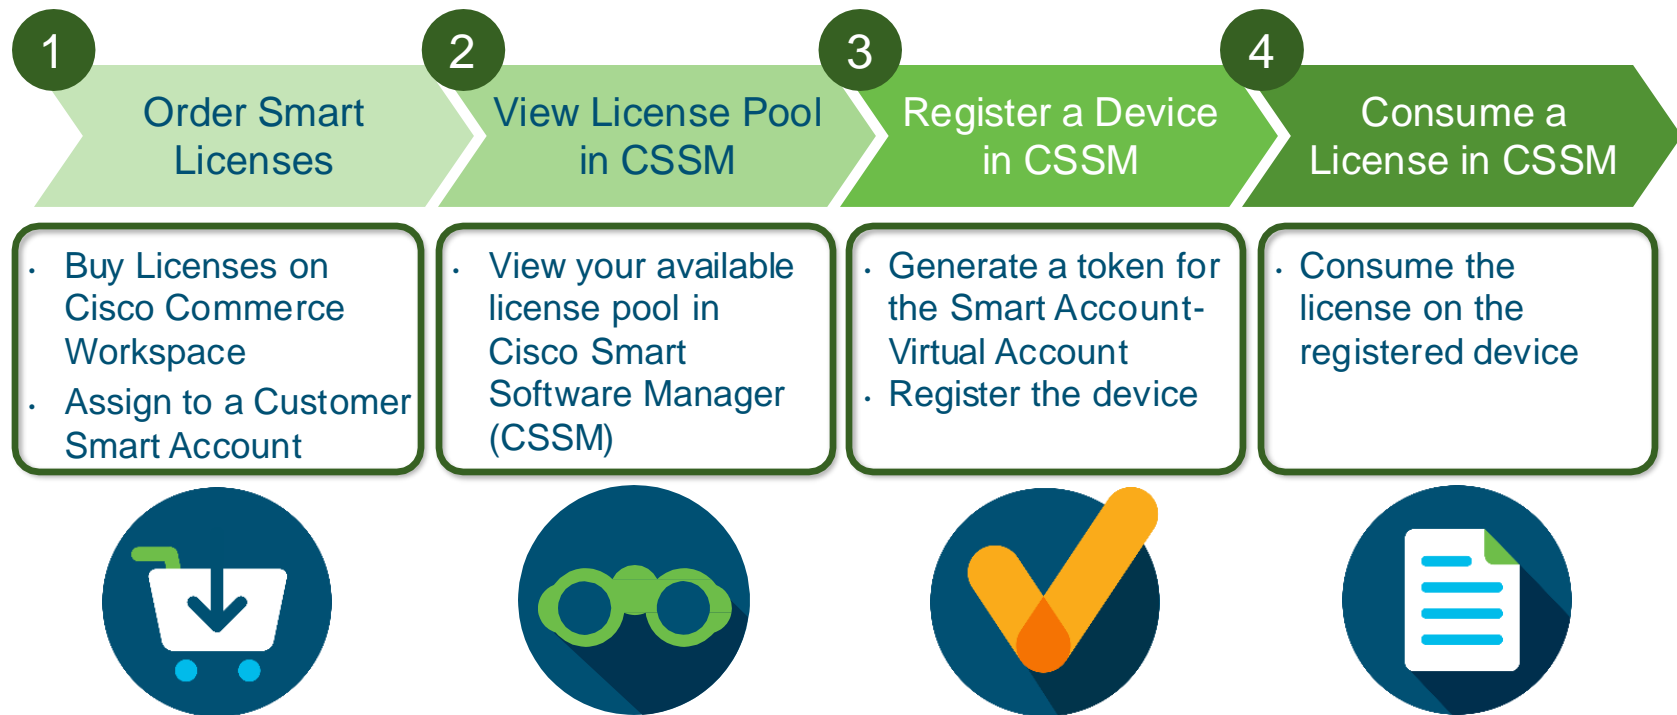 1
Order Smart
Licenses
2
View License Pool
in CSSM
3
Register a Device
in CSSM
4
Consume a
License in CSSM
· Buy Licenses on
Cisco Commerce
Workspace
· Assign to a Customer
Smart Account
· View your available
license pool in
Cisco Smart
Software Manager
(CSSM)
· Generate a token for
the Smart Account-
Virtual Account
· Register the device
· Consume the
license on the
registered device